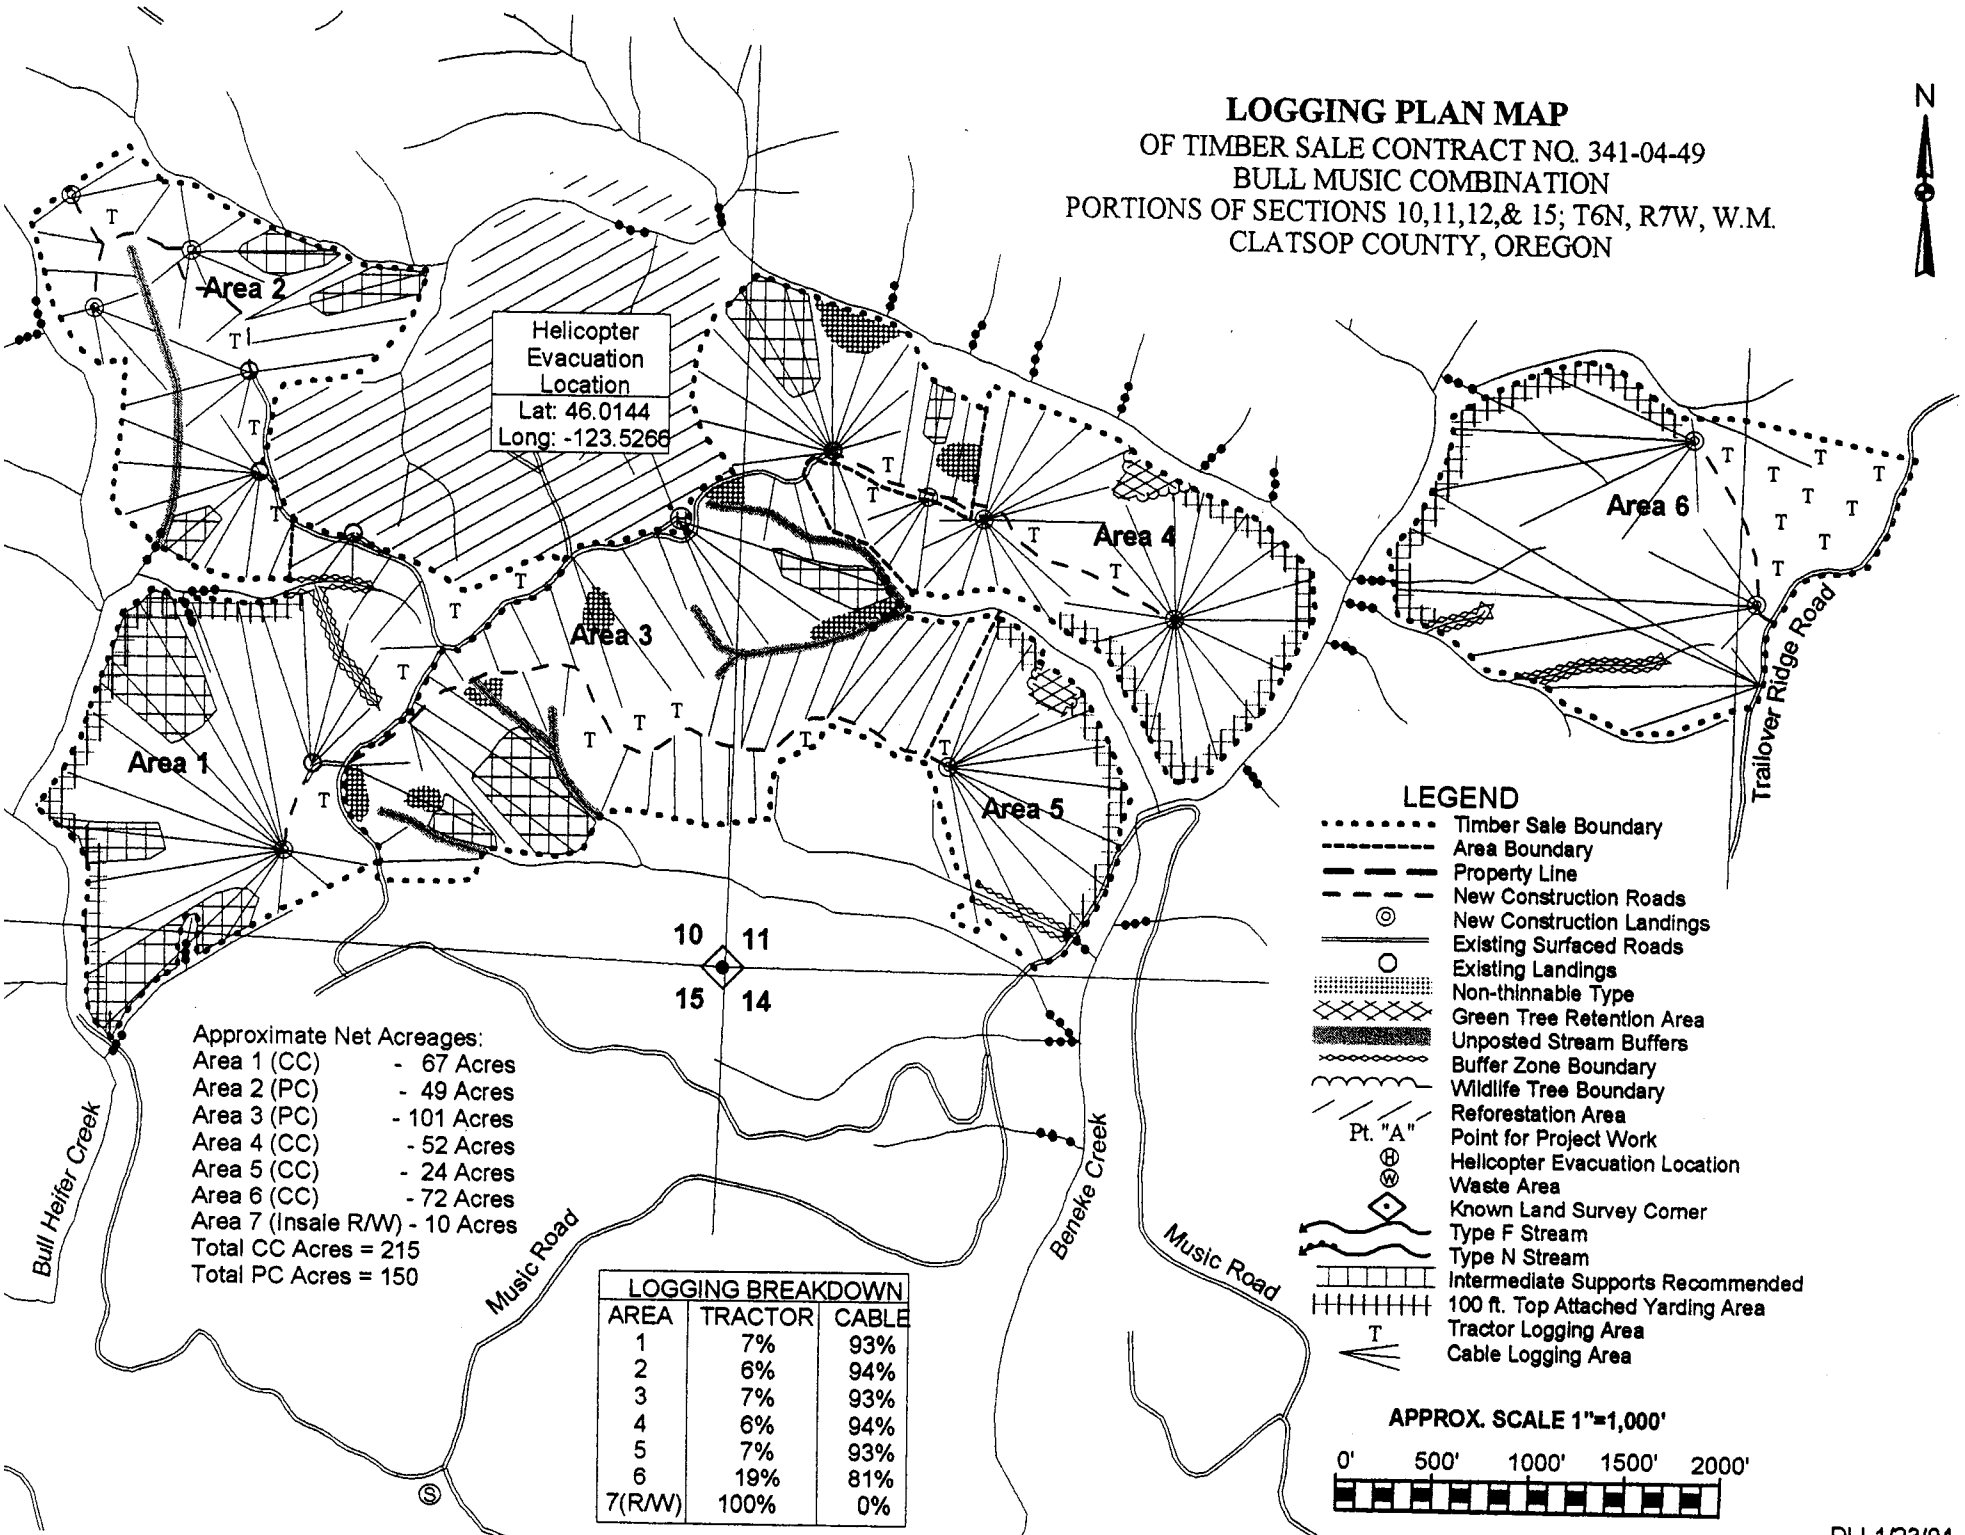 LOGGING PLAN MAP
OF TIMBER SALE CONTRACT NO. 341-04-49
BULL MUSIC COMBINATION
PORTIONS OF SECTIONS 10,11,12,& 15; T6N, R7W, W.M.
CLATSOP COUNTY, OREGON
N
Helicopter
Evacuation
Location
Lat: 46.0144
Long: -123.5266
Area 2
T
T
T
T
Area 3
T
T
T
T
T
T
Area 4
T
T
T
T
Area 6
T
T
T
T
T
T
T
T
T
Area 1
T
T
Area 5
T
Trailover Ridge Road
10
11
15
14
Bull Heifer Creek
Music Road
Beneke Creek
Music Road
S
Approximate Net Acreages:
Area 1 (CC) - 67 Acres
Area 2 (PC) - 49 Acres
Area 3 (PC) - 101 Acres
Area 4 (CC) - 52 Acres
Area 5 (CC) - 24 Acres
Area 6 (CC) - 72 Acres
Area 7 (Insale R/W) - 10 Acres
Total CC Acres = 215
Total PC Acres = 150
LOGGING BREAKDOWN
AREA TRACTOR CABLE
1 7% 93%
2 6% 94%
3 7% 93%
4 6% 94%
5 7% 93%
6 19% 81%
7(R/W) 100% 0%
LEGEND
Timber Sale Boundary
Area Boundary
Property Line
New Construction Roads
New Construction Landings
Existing Surfaced Roads
Existing Landings
Non-thinnable Type
Green Tree Retention Area
Unposted Stream Buffers
Buffer Zone Boundary
Wildlife Tree Boundary
Reforestation Area
Pt. "A" Point for Project Work
H Helicopter Evacuation Location
W Waste Area
Known Land Survey Corner
Type F Stream
Type N Stream
Intermediate Supports Recommended
100 ft. Top Attached Yarding Area
T Tractor Logging Area
Cable Logging Area
APPROX. SCALE 1"=1,000'
0' 500' 1000' 1500' 2000'